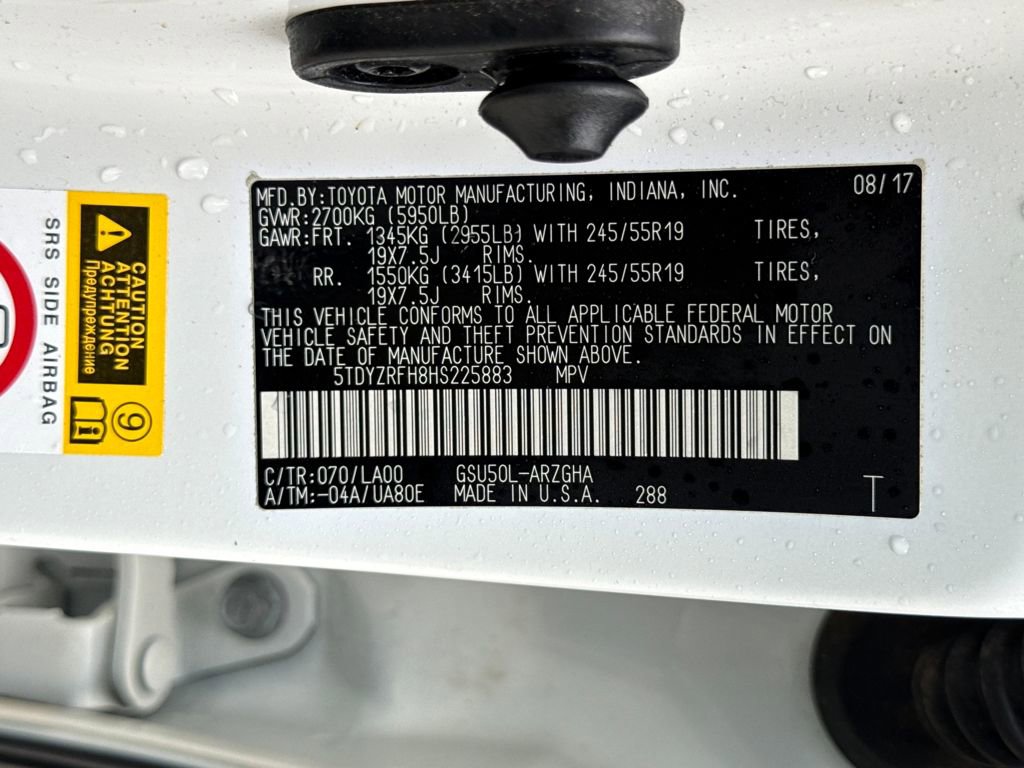 MFD.BY:TOYOTA MOTOR MANUFACTURING, INDIANA, INC. 08/17
GVWR:2700KG (5950LB)
GAWR:FRT. 1345KG (2955LB) WITH 245/55R19 TIRES,
19X7.5J RIMS.
RR. 1550KG (3415LB) WITH 245/55R19 TIRES,
19X7.5J RIMS.
THIS VEHICLE CONFORMS TO ALL APPLICABLE FEDERAL MOTOR
VEHICLE SAFETY AND THEFT PREVENTION STANDARDS IN EFFECT ON
THE DATE OF MANUFACTURE SHOWN ABOVE.
5TDYZRFH8HS225883 MPV
C/TR:070/LA00 GSU50L-ARZGHA
A/TM:-04A/UA80E MADE IN U.S.A. 288 T
CAUTION
ATTENTION
ACHTUNG
Предупреждение
9
SRS SIDE AIRBAG